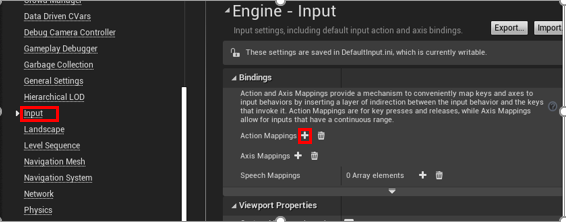 Data Driven CVars
Debug Camera Controller
Gameplay Debugger
Garbage Collection
General Settings
Hierarchical LOD
Input
Landscape
Level Sequence
Navigation Mesh
Navigation System
Network
Physics
Engine - Input
Input settings, including default input action and axis bindings.
Export...
Import
These settings are saved in DefaultInput.ini, which is currently writable.
Bindings
Action and Axis Mappings provide a mechanism to conveniently map keys and axes to
input behaviors by inserting a layer of indirection between the input behavior and the keys
that invoke it. Action Mappings are for key presses and releases, while Axis Mappings
allow for inputs that have a continuous range.
Action Mappings
Axis Mappings
Speech Mappings
0 Array elements
Viewport Properties